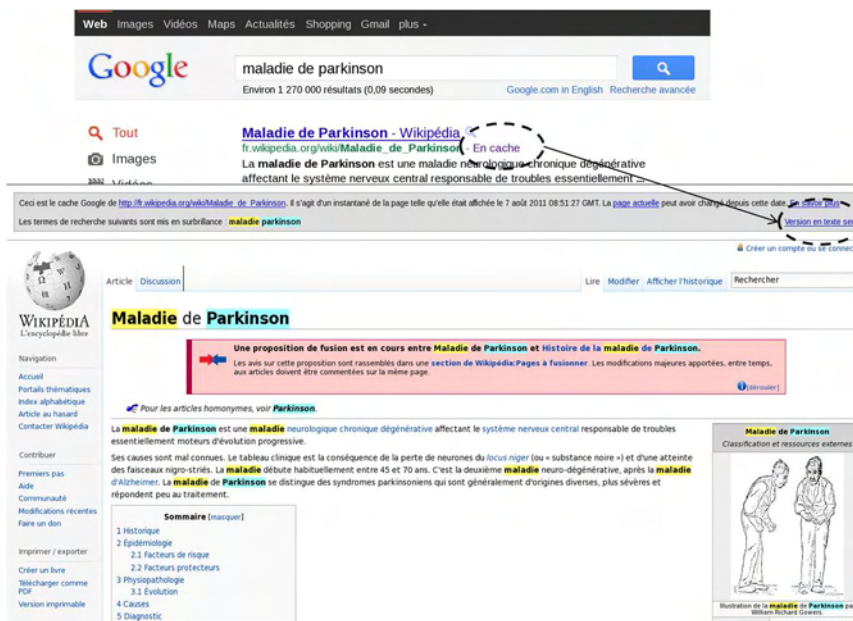 Web Images Vidéos Maps Actualités Shopping Gmail plus
Google
maladie de parkinson
Environ 1 270 000 résultats (0,09 secondes)
Google.com in English Recherche avancée
Tout
Maladie de Parkinson - Wikipédia
fr.wikipedia.org/wiki/Maladie_de_Parkinson - En cache
Images
La maladie de Parkinson est une maladie neurologique chronique dégénérative
affectant le système nerveux central responsable de troubles essentiellement ...
Vidéos
Ceci est le cache Google de http://fr.wikipedia.org/wiki/Maladie_de_Parkinson. Il s'agit d'un instantané de la page telle qu'elle était affichée le 7 août 2011 08:51:27 GMT. La page actuelle peut avoir changé depuis cette date. En savoir plus
Les termes de recherche suivants sont mis en surbrillance : maladie parkinson
Version en texte seu
Créer un compte ou se connec
Article Discussion
Lire Modifier Afficher l'historique Rechercher
WIKIPÉDIA
L'encyclopédie libre
Maladie de Parkinson
Une proposition de fusion est en cours entre Maladie de Parkinson et Histoire de la maladie de Parkinson.
Les avis sur cette proposition sont rassemblés dans une section de Wikipédia:Pages à fusionner. Les modifications majeures apportées, entre temps,
aux articles doivent être commentées sur la même page.
[dérouler]
Navigation
Accueil
Portails thématiques
Index alphabétique
Article au hasard
Contacter Wikipédia
Contribuer
Premiers pas
Aide
Communauté
Modifications récentes
Faire un don
Imprimer / exporter
Créer un livre
Télécharger comme
PDF
Version imprimable
Pour les articles homonymes, voir Parkinson.
La maladie de Parkinson est une maladie neurologique chronique dégénérative affectant le système nerveux central responsable de troubles
essentiellement moteurs d'évolution progressive.
Ses causes sont mal connues. Le tableau clinique est la conséquence de la perte de neurones du locus niger (ou « substance noire ») et d'une atteinte
des faisceaux nigro-striés. La maladie débute habituellement entre 45 et 70 ans. C'est la deuxième maladie neuro-dégénérative, après la maladie
d'Alzheimer. La maladie de Parkinson se distingue des syndromes parkinsoniens qui sont généralement d'origines diverses, plus sévères et
répondent peu au traitement.
Sommaire [masquer]
1 Historique
2 Épidémiologie
2.1 Facteurs de risque
2.2 Facteurs protecteurs
3 Physiopathologie
3.1 Évolution
4 Causes
5 Diagnostic
Maladie de Parkinson
Classification et ressources externes
Illustration de la maladie de Parkinson pa
William Richard Gowers.